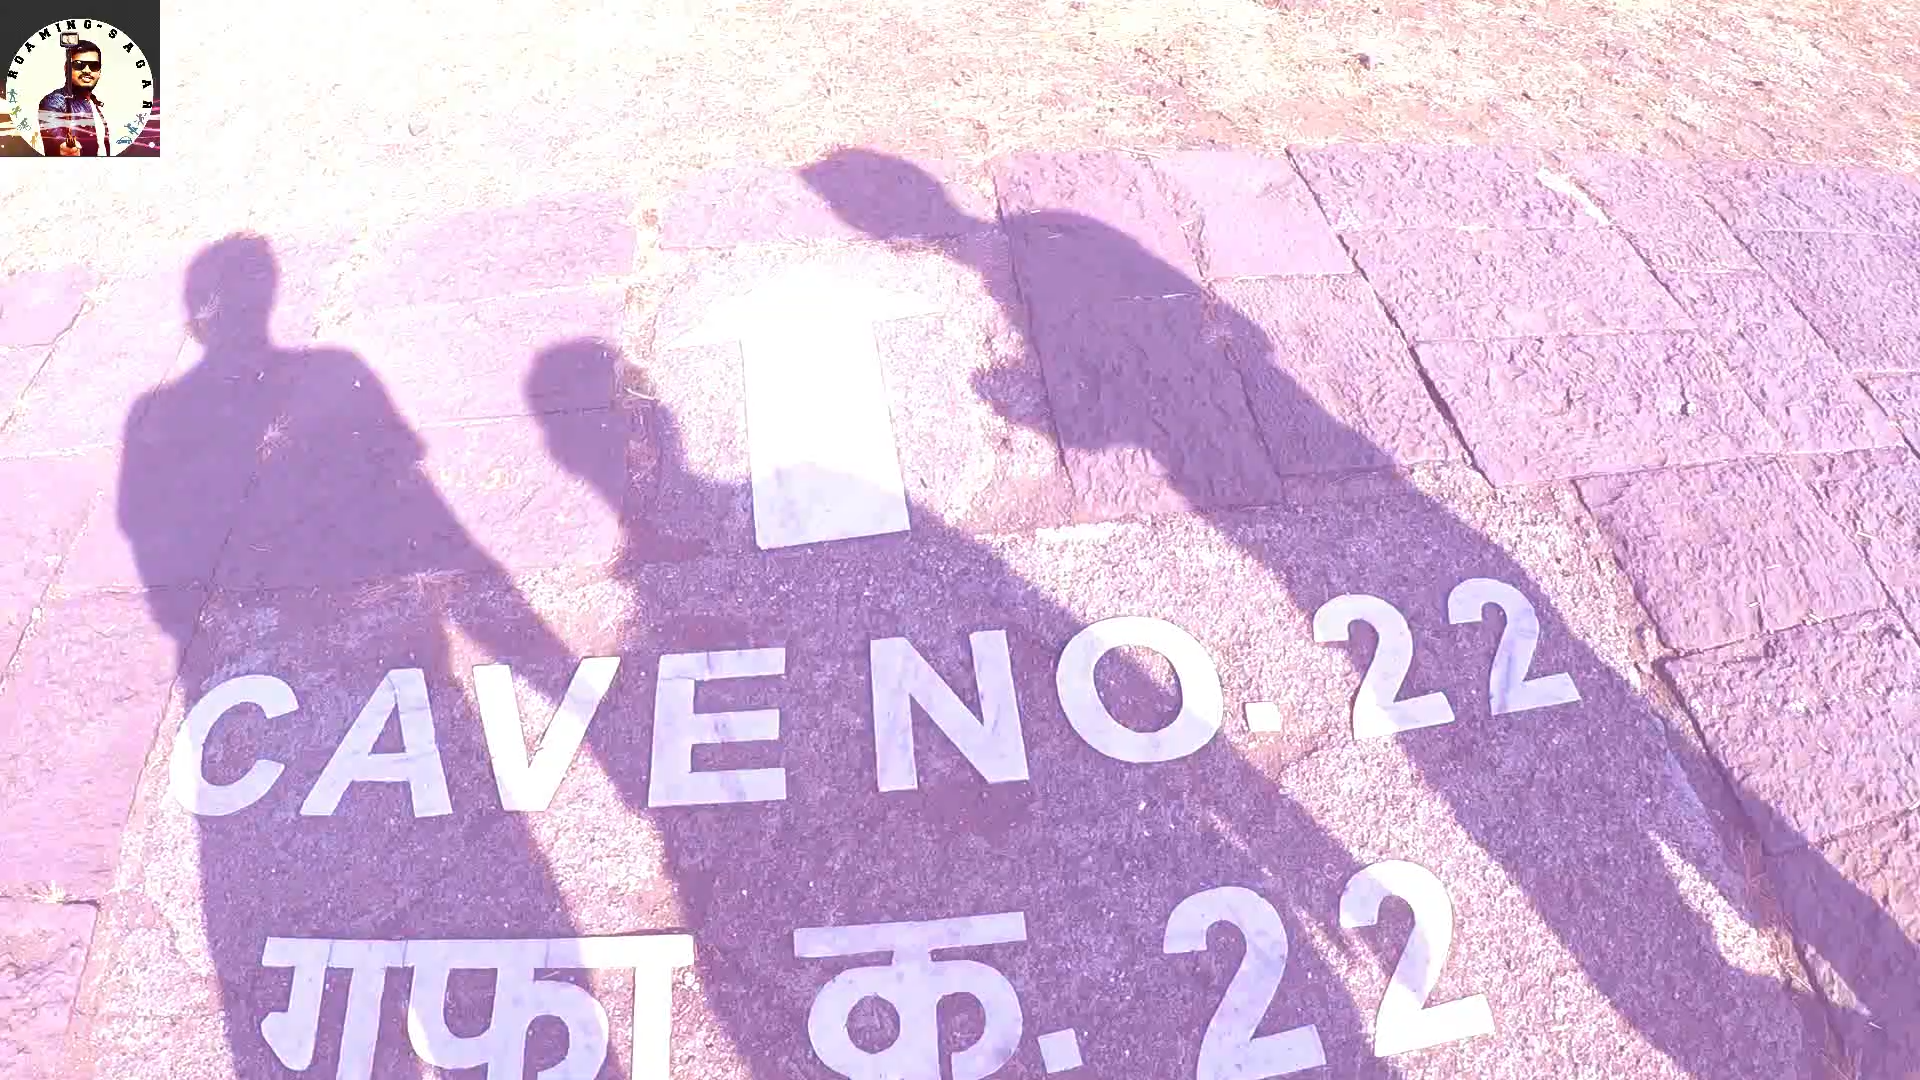 ROAMING-SAGAR
CAVE NO. 22
गफा क. 22